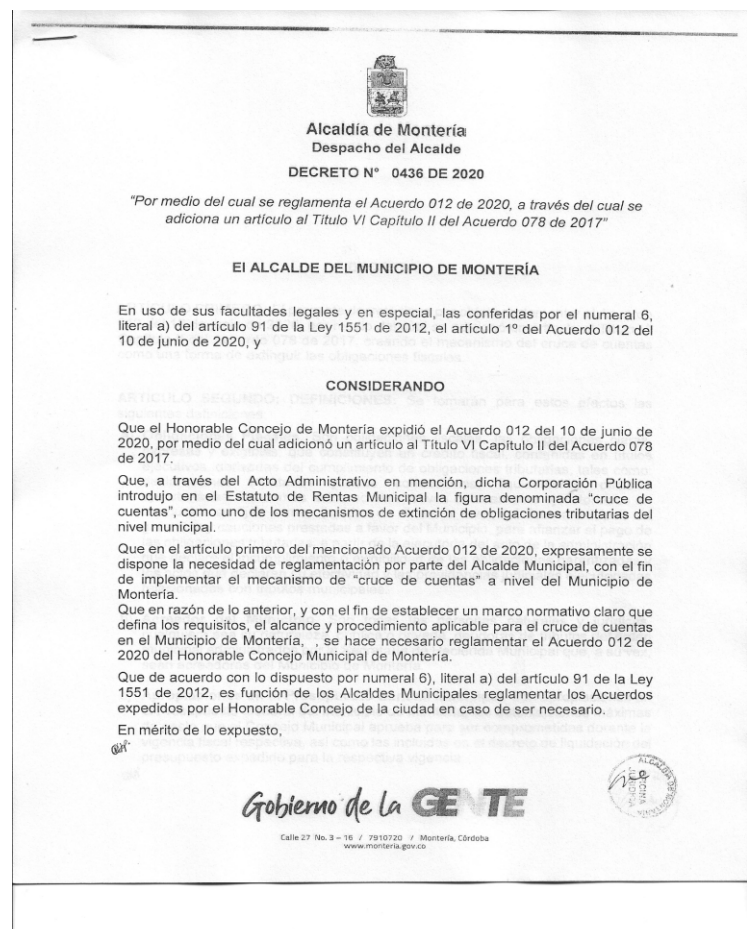 Alcaldía de Montería
Despacho del Alcalde
DECRETO N° 0436 DE 2020
"Por medio del cual se reglamenta el Acuerdo 012 de 2020, a través del cual se
adiciona un artículo al Titulo VI Capítulo II del Acuerdo 078 de 2017"
El ALCALDE DEL MUNICIPIO DE MONTERÍA
En uso de sus facultades legales y en especial, las conferidas por el numeral 6,
literal a) del artículo 91 de la Ley 1551 de 2012, el artículo 1º del Acuerdo 012 del
10 de junio de 2020, y
CONSIDERANDO
Que el Honorable Concejo de Montería expidió el Acuerdo 012 del 10 de junio de
2020, por medio del cual adicionó un artículo al Título VI Capítulo II del Acuerdo 078
de 2017.
Que, a través del Acto Administrativo en mención, dicha Corporación Pública
introdujo en el Estatuto de Rentas Municipal la figura denominada "cruce de
cuentas", como uno de los mecanismos de extinción de obligaciones tributarias del
nivel municipal.
Que en el artículo primero del mencionado Acuerdo 012 de 2020, expresamente se
dispone la necesidad de reglamentación por parte del Alcalde Municipal, con el fin
de implementar el mecanismo de "cruce de cuentas" a nivel del Municipio de
Montería.
Que en razón de lo anterior, y con el fin de establecer un marco normativo claro que
defina los requisitos, el alcance y procedimiento aplicable para el cruce de cuentas
en el Municipio de Montería, , se hace necesario reglamentar el Acuerdo 012 de
2020 del Honorable Concejo Municipal de Montería.
Que de acuerdo con lo dispuesto por numeral 6), literal a) del artículo 91 de la Ley
1551 de 2012, es función de los Alcaldes Municipales reglamentar los Acuerdos
expedidos por el Honorable Concejo de la ciudad en caso de ser necesario.
En mérito de lo expuesto,
Gobierno de la GENTE
Calle 27 No. 3 – 16 / 7910720 / Montería, Córdoba
www.monteria.gov.co